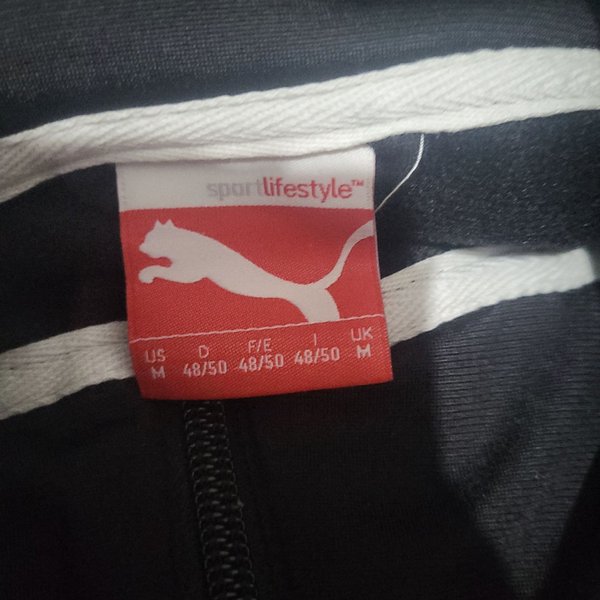 sportlifestyle™
US D F/E I UK
M 48/50 48/50 48/50 M